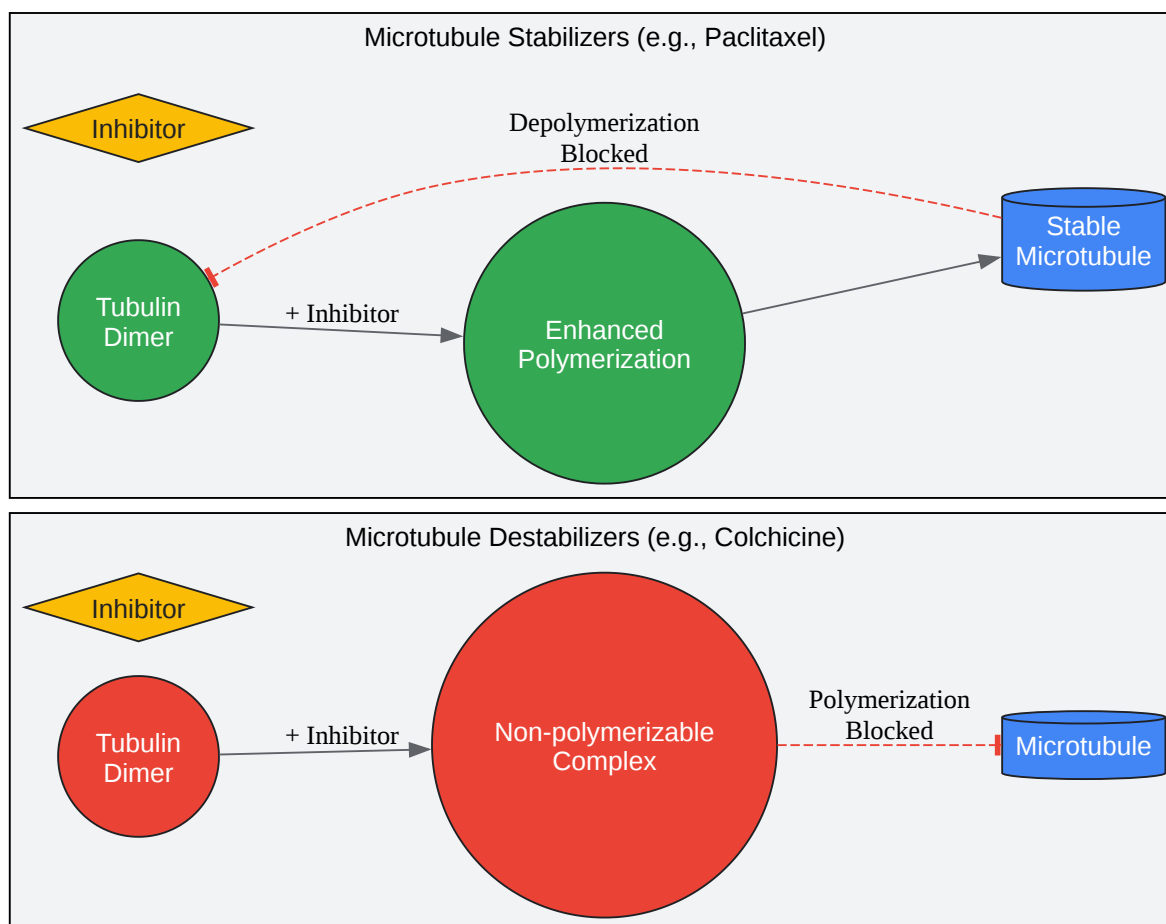 Microtubule Stabilizers (e.g., Paclitaxel)
Inhibitor
Depolymerization
Blocked
Stable
Microtubule
Tubulin
Dimer
+ Inhibitor
Enhanced
Polymerization
Microtubule Destabilizers (e.g., Colchicine)
Inhibitor
Tubulin
Dimer
+ Inhibitor
Non-polymerizable
Complex
Polymerization
Blocked
Microtubule